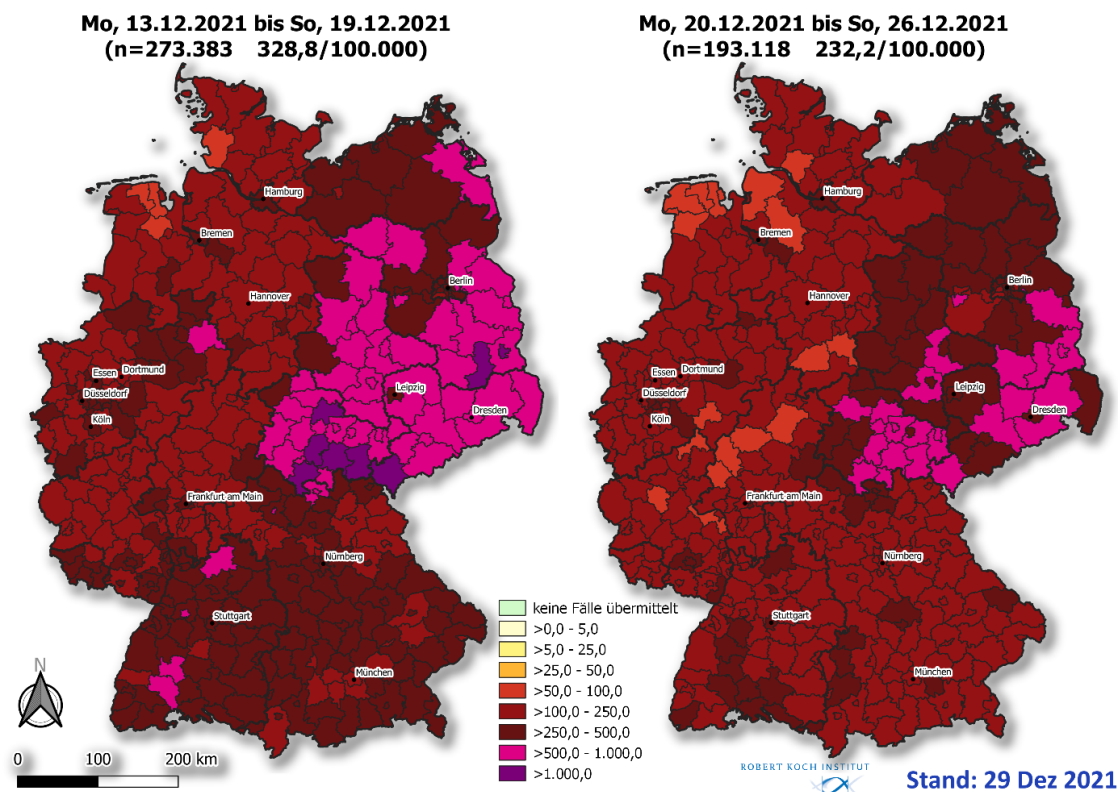 Mo, 13.12.2021 bis So, 19.12.2021
(n=273.383 328,8/100.000)
Hamburg
Bremen
Berlin
Hannover
Essen
Dortmund
Düsseldorf
Leipzig
Köln
Dresden
Frankfurt am Main
Nürnberg
Stuttgart
München
Mo, 20.12.2021 bis So, 26.12.2021
(n=193.118 232,2/100.000)
Hamburg
Bremen
Berlin
Hannover
Essen
Dortmund
Düsseldorf
Leipzig
Köln
Dresden
Frankfurt am Main
Nürnberg
Stuttgart
München
keine Fälle übermittelt
>0,0 - 5,0
>5,0 - 25,0
>25,0 - 50,0
>50,0 - 100,0
>100,0 - 250,0
>250,0 - 500,0
>500,0 - 1.000,0
>1.000,0
N
0 100 200 km
ROBERT KOCH INSTITUT
Stand: 29 Dez 2021